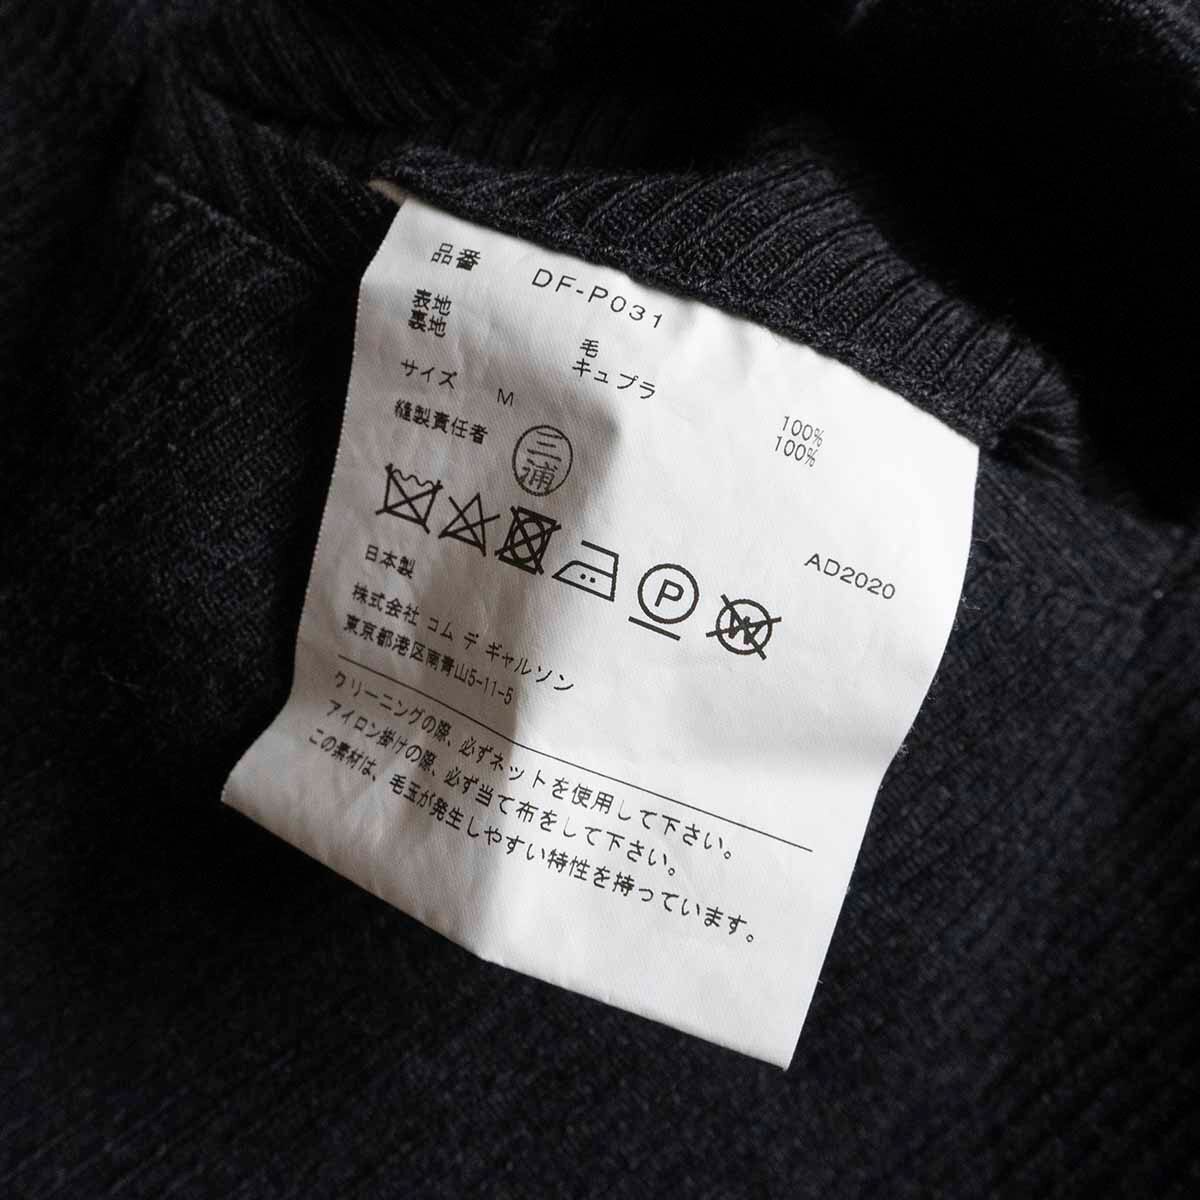 品番 DF-P031
表地 毛 100%
裏地 キュプラ 100%
サイズ M
縫製責任者 三浦
P W
AD2020
日本製
株式会社 コム デ ギャルソン
東京都港区南青山5-11-5
クリーニングの際、必ずネットを使用して下さい。
アイロン掛けの際、必ず当て布をして下さい。
この素材は、毛玉が発生しやすい特性を持っています。